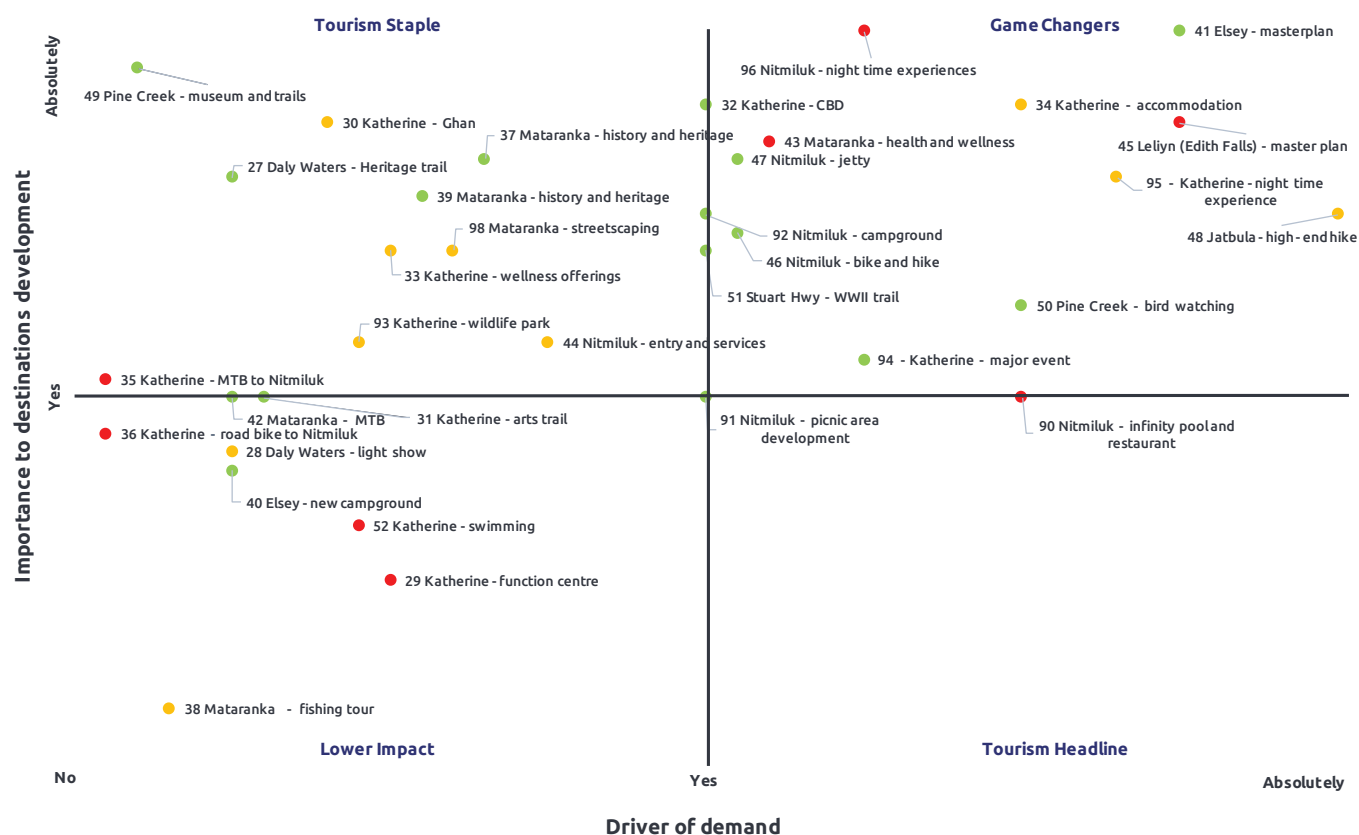 Tourism Staple
Game Changers
Absolutely
41 Elsey - masterplan
96 Nitmiluk - night time experiences
49 Pine Creek - museum and trails
32 Katherine - CBD
34 Katherine - accommodation
30 Katherine - Ghan
37 Mataranka - history and heritage
43 Mataranka - health and wellness
45 Leliyn (Edith Falls) - master plan
47 Nitmiluk - jetty
27 Daly Waters - Heritage trail
95 - Katherine - night time
experience
39 Mataranka - history and heritage
98 Mataranka - streetscaping
92 Nitmiluk - campground
48 Jatbula - high - end hike
46 Nitmiluk - bike and hike
33 Katherine - wellness offerings
51 Stuart Hwy - WWII trail
50 Pine Creek - bird watching
93 Katherine - wildlife park
44 Nitmiluk - entry and services
94 - Katherine - major event
35 Katherine - MTB to Nitmiluk
Yes
Importance to destinations development
42 Mataranka - MTB
31 Katherine - arts trail
91 Nitmiluk - picnic area
development
90 Nitmiluk - infinity pool and
restaurant
36 Katherine - road bike to Nitmiluk
28 Daly Waters - light show
40 Elsey - new campground
52 Katherine - swimming
29 Katherine - function centre
38 Mataranka - fishing tour
Lower Impact
Tourism Headline
No
Yes
Absolutely
Driver of demand